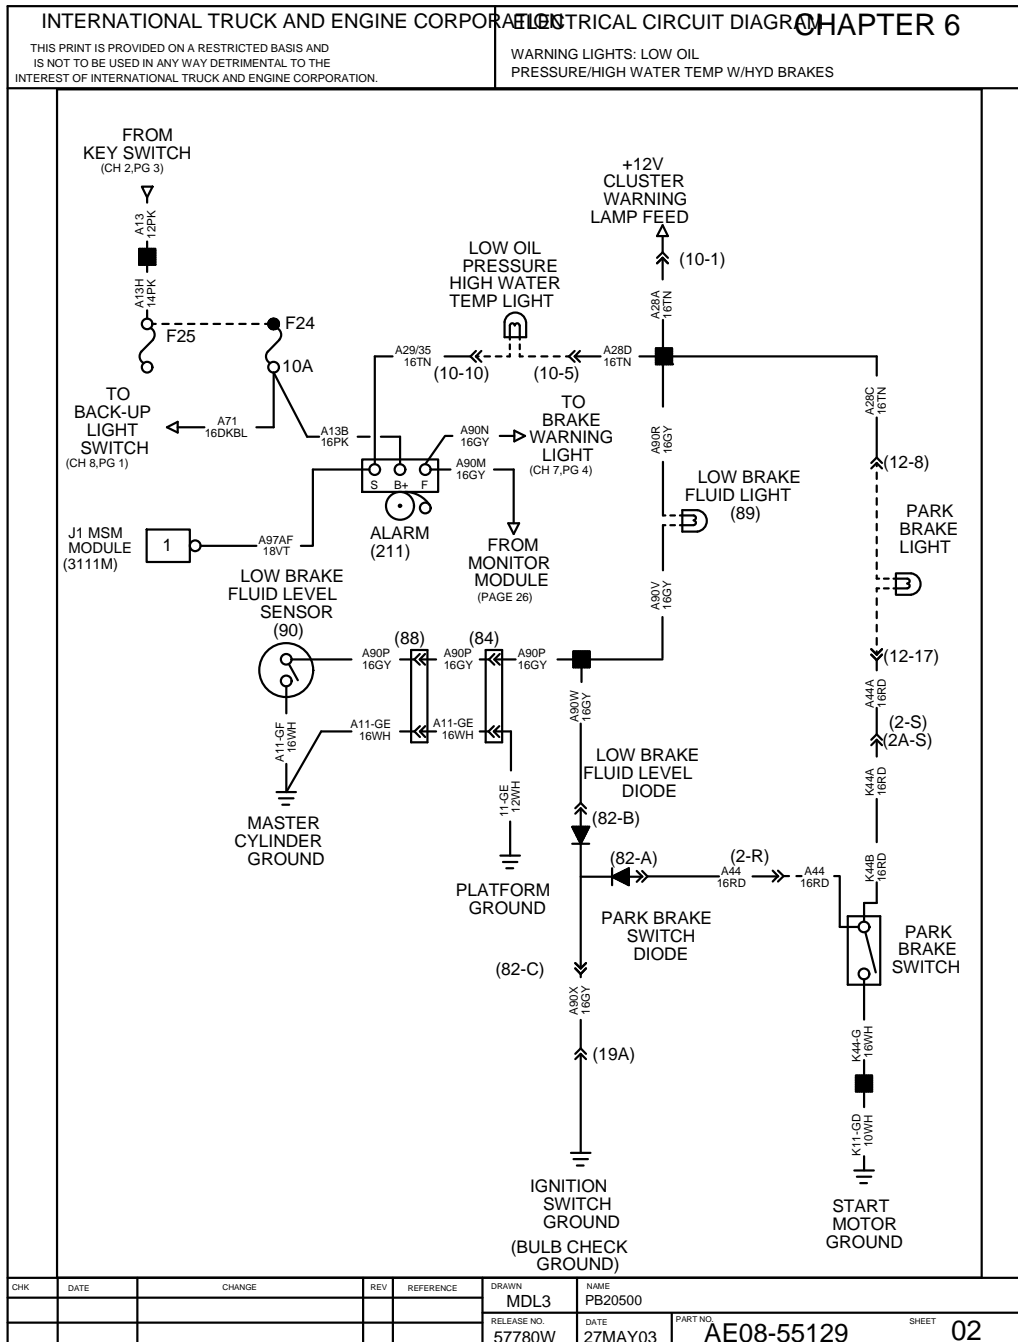 INTERNATIONAL TRUCK AND ENGINE CORPORATION
ELECTRICAL CIRCUIT DIAGRAM
CHAPTER 6
THIS PRINT IS PROVIDED ON A RESTRICTED BASIS AND
IS NOT TO BE USED IN ANY WAY DETRIMENTAL TO THE
INTEREST OF INTERNATIONAL TRUCK AND ENGINE CORPORATION.
WARNING LIGHTS: LOW OIL
PRESSURE/HIGH WATER TEMP W/HYD BRAKES
FROM
KEY SWITCH
(CH 2,PG 3)
A13
12PK
A13H
14PK
F25
F24
10A
TO
BACK-UP
LIGHT
SWITCH
(CH 8,PG 1)
A71
16DKBL
A13B
16PK
LOW OIL
PRESSURE
HIGH WATER
TEMP LIGHT
A29/35
16TN
(10-10)
(10-5)
A28D
16TN
+12V
CLUSTER
WARNING
LAMP FEED
(10-1)
A28A
16TN
A28C
16TN
TO
BRAKE
WARNING
LIGHT
(CH 7,PG 4)
A90N
16GY
A90M
16GY
S B+ F
ALARM
(211)
FROM
MONITOR
MODULE
(PAGE 26)
J1 MSM
MODULE
(3111M)
1
A97AF
18VT
A90R
16GY
LOW BRAKE
FLUID LIGHT
(89)
A90V
16GY
(12-8)
PARK
BRAKE
LIGHT
(12-17)
A44A
16RD
(2-S)
(2A-S)
K44A
16RD
K44B
16RD
LOW BRAKE
FLUID LEVEL
SENSOR
(90)
A90P
16GY
(88)
A90P
16GY
(84)
A90P
16GY
A11-GF
16WH
A11-GE
16WH
A11-GE
16WH
11-GE
12WH
MASTER
CYLINDER
GROUND
PLATFORM
GROUND
A90W
16GY
LOW BRAKE
FLUID LEVEL
DIODE
(82-B)
(82-A)
A44
16RD
(2-R)
A44
16RD
PARK BRAKE
SWITCH
DIODE
(82-C)
A90X
16GY
(19A)
IGNITION
SWITCH
GROUND
(BULB CHECK
GROUND)
PARK
BRAKE
SWITCH
K44-G
16WH
K11-GD
10WH
START
MOTOR
GROUND
CHK DATE CHANGE REV REFERENCE
DRAWN
MDL3
NAME
PB20500
RELEASE NO.
57780W
DATE
27MAY03
PART NO.
AE08-55129
SHEET 02